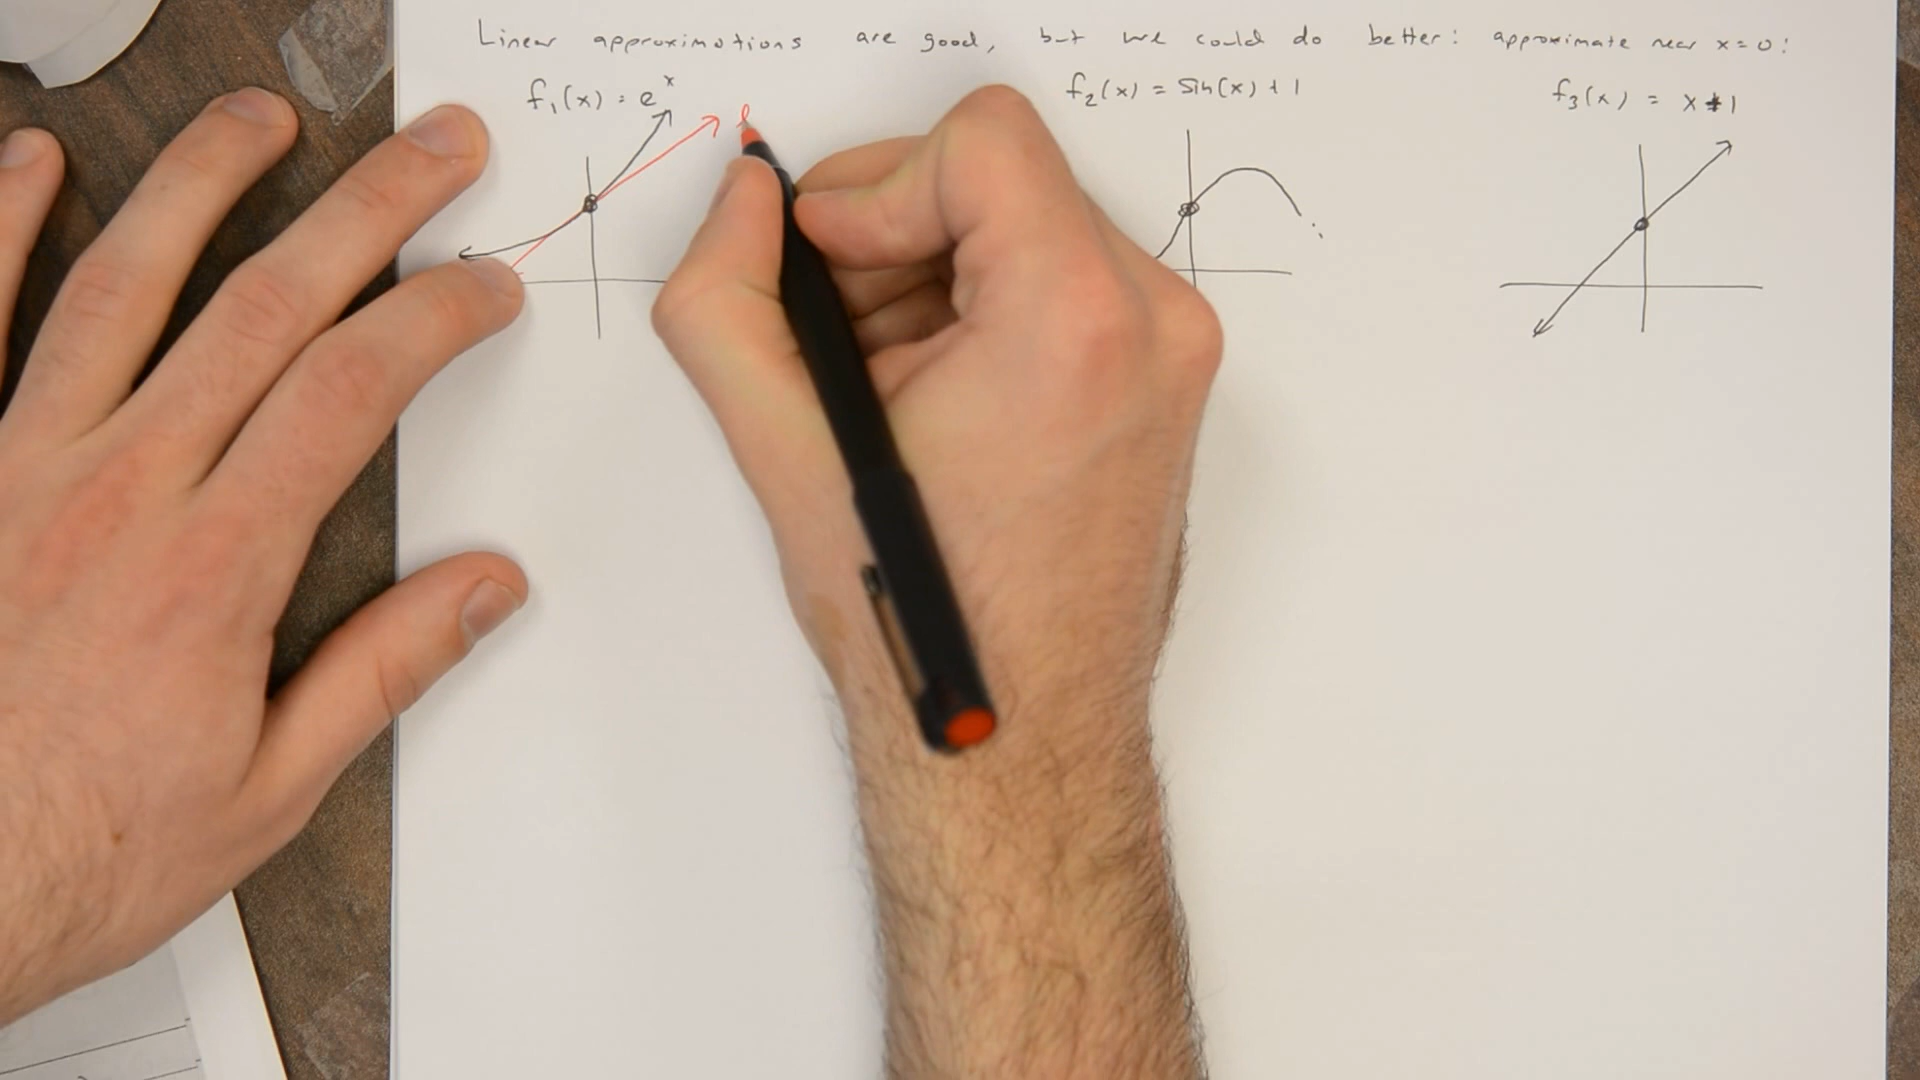 Linear approximations are good, but we could do better: approximate near x=0:
f₁(x) = eˣ
f₂(x) = sin(x) + 1
f₃(x) = x+1
l